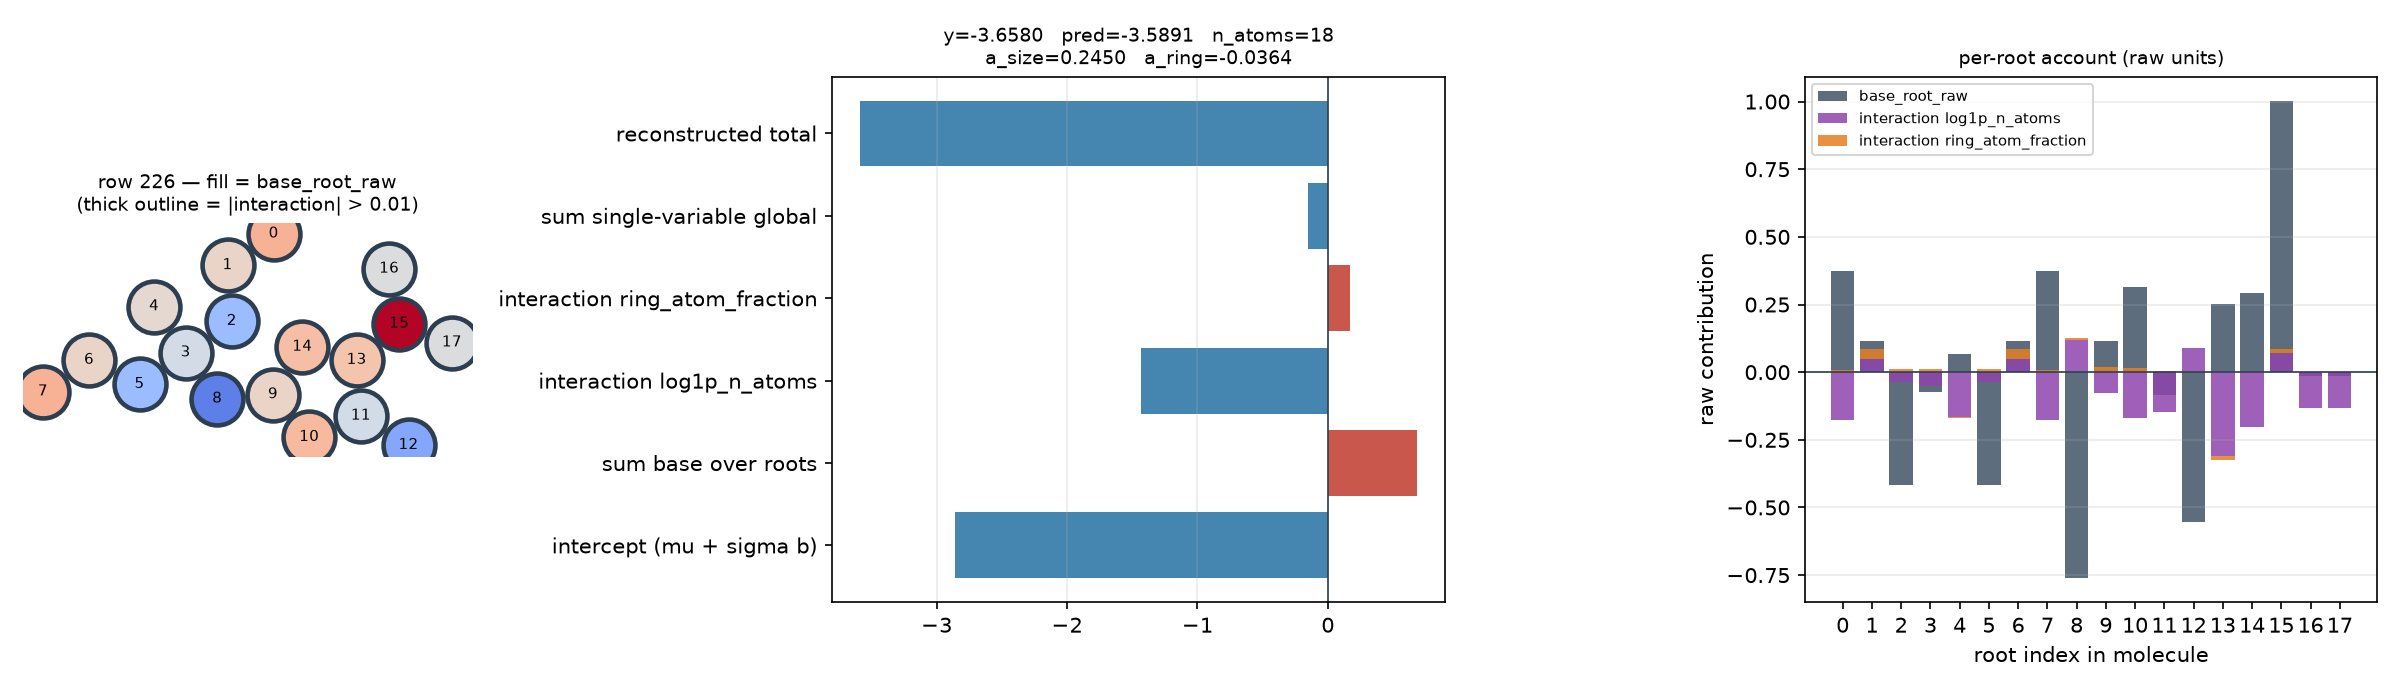 row 226 — fill = base_root_raw
(thick outline = |interaction| > 0.01)
0
1
16
4
2
15
17
14
13
3
6
5
7
8
9
11
10
12
y=-3.6580 pred=-3.5891 n_atoms=18
a_size=0.2450 a_ring=-0.0364
reconstructed total
sum single-variable global
interaction ring_atom_fraction
interaction log1p_n_atoms
sum base over roots
intercept (mu + sigma b)
−3 −2 −1 0
per-root account (raw units)
base_root_raw
interaction log1p_n_atoms
interaction ring_atom_fraction
raw contribution
1.00
0.75
0.50
0.25
0.00
−0.25
−0.50
−0.75
0 1 2 3 4 5 6 7 8 9 10 11 12 13 14 15 16 17
root index in molecule